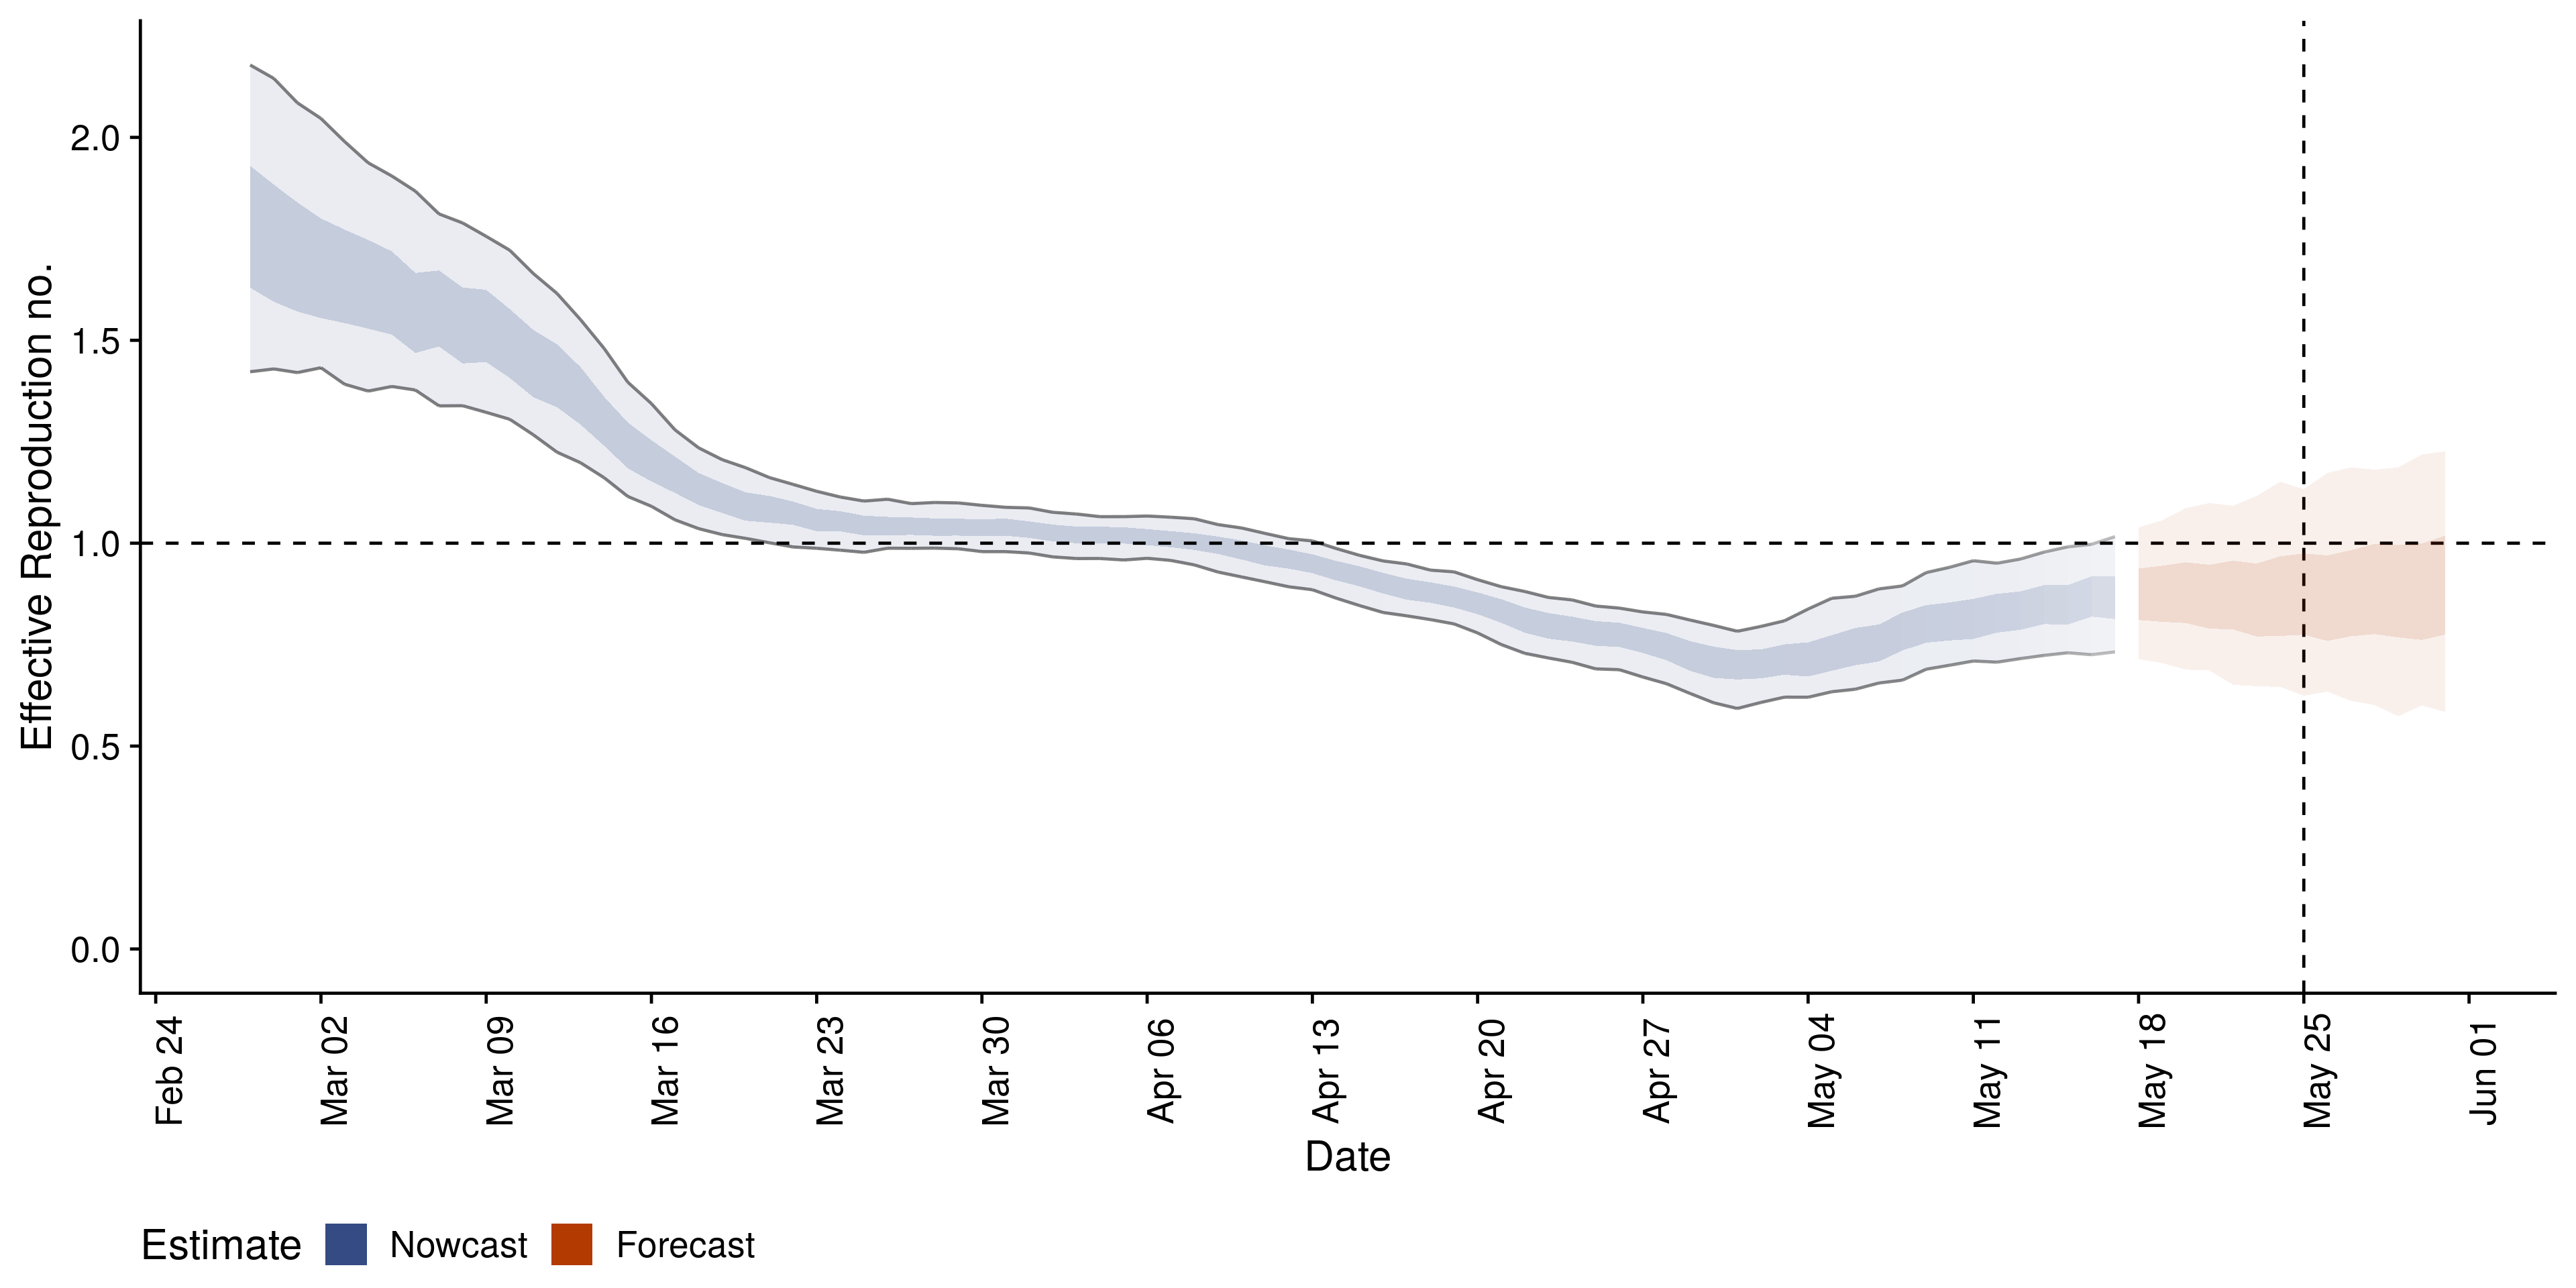 Effective Reproduction no.
2.0
1.5
1.0
0.5
0.0
Feb 24
Mar 02
Mar 09
Mar 16
Mar 23
Mar 30
Apr 06
Apr 13
Apr 20
Apr 27
May 04
May 11
May 18
May 25
Jun 01
Date
Estimate Nowcast Forecast